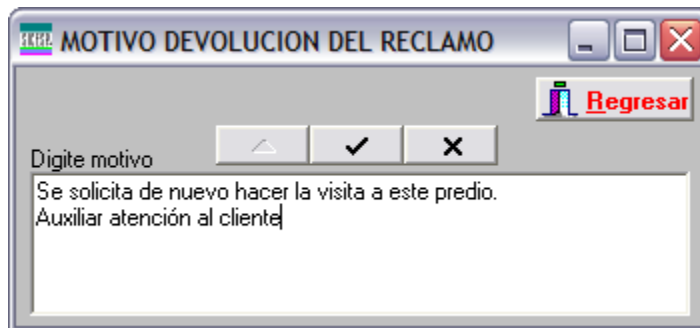 MOTIVO DEVOLUCION DEL RECLAMO
Regresar
Digite motivo
Se solicita de nuevo hacer la visita a este predio.
Auxiliar atención al cliente